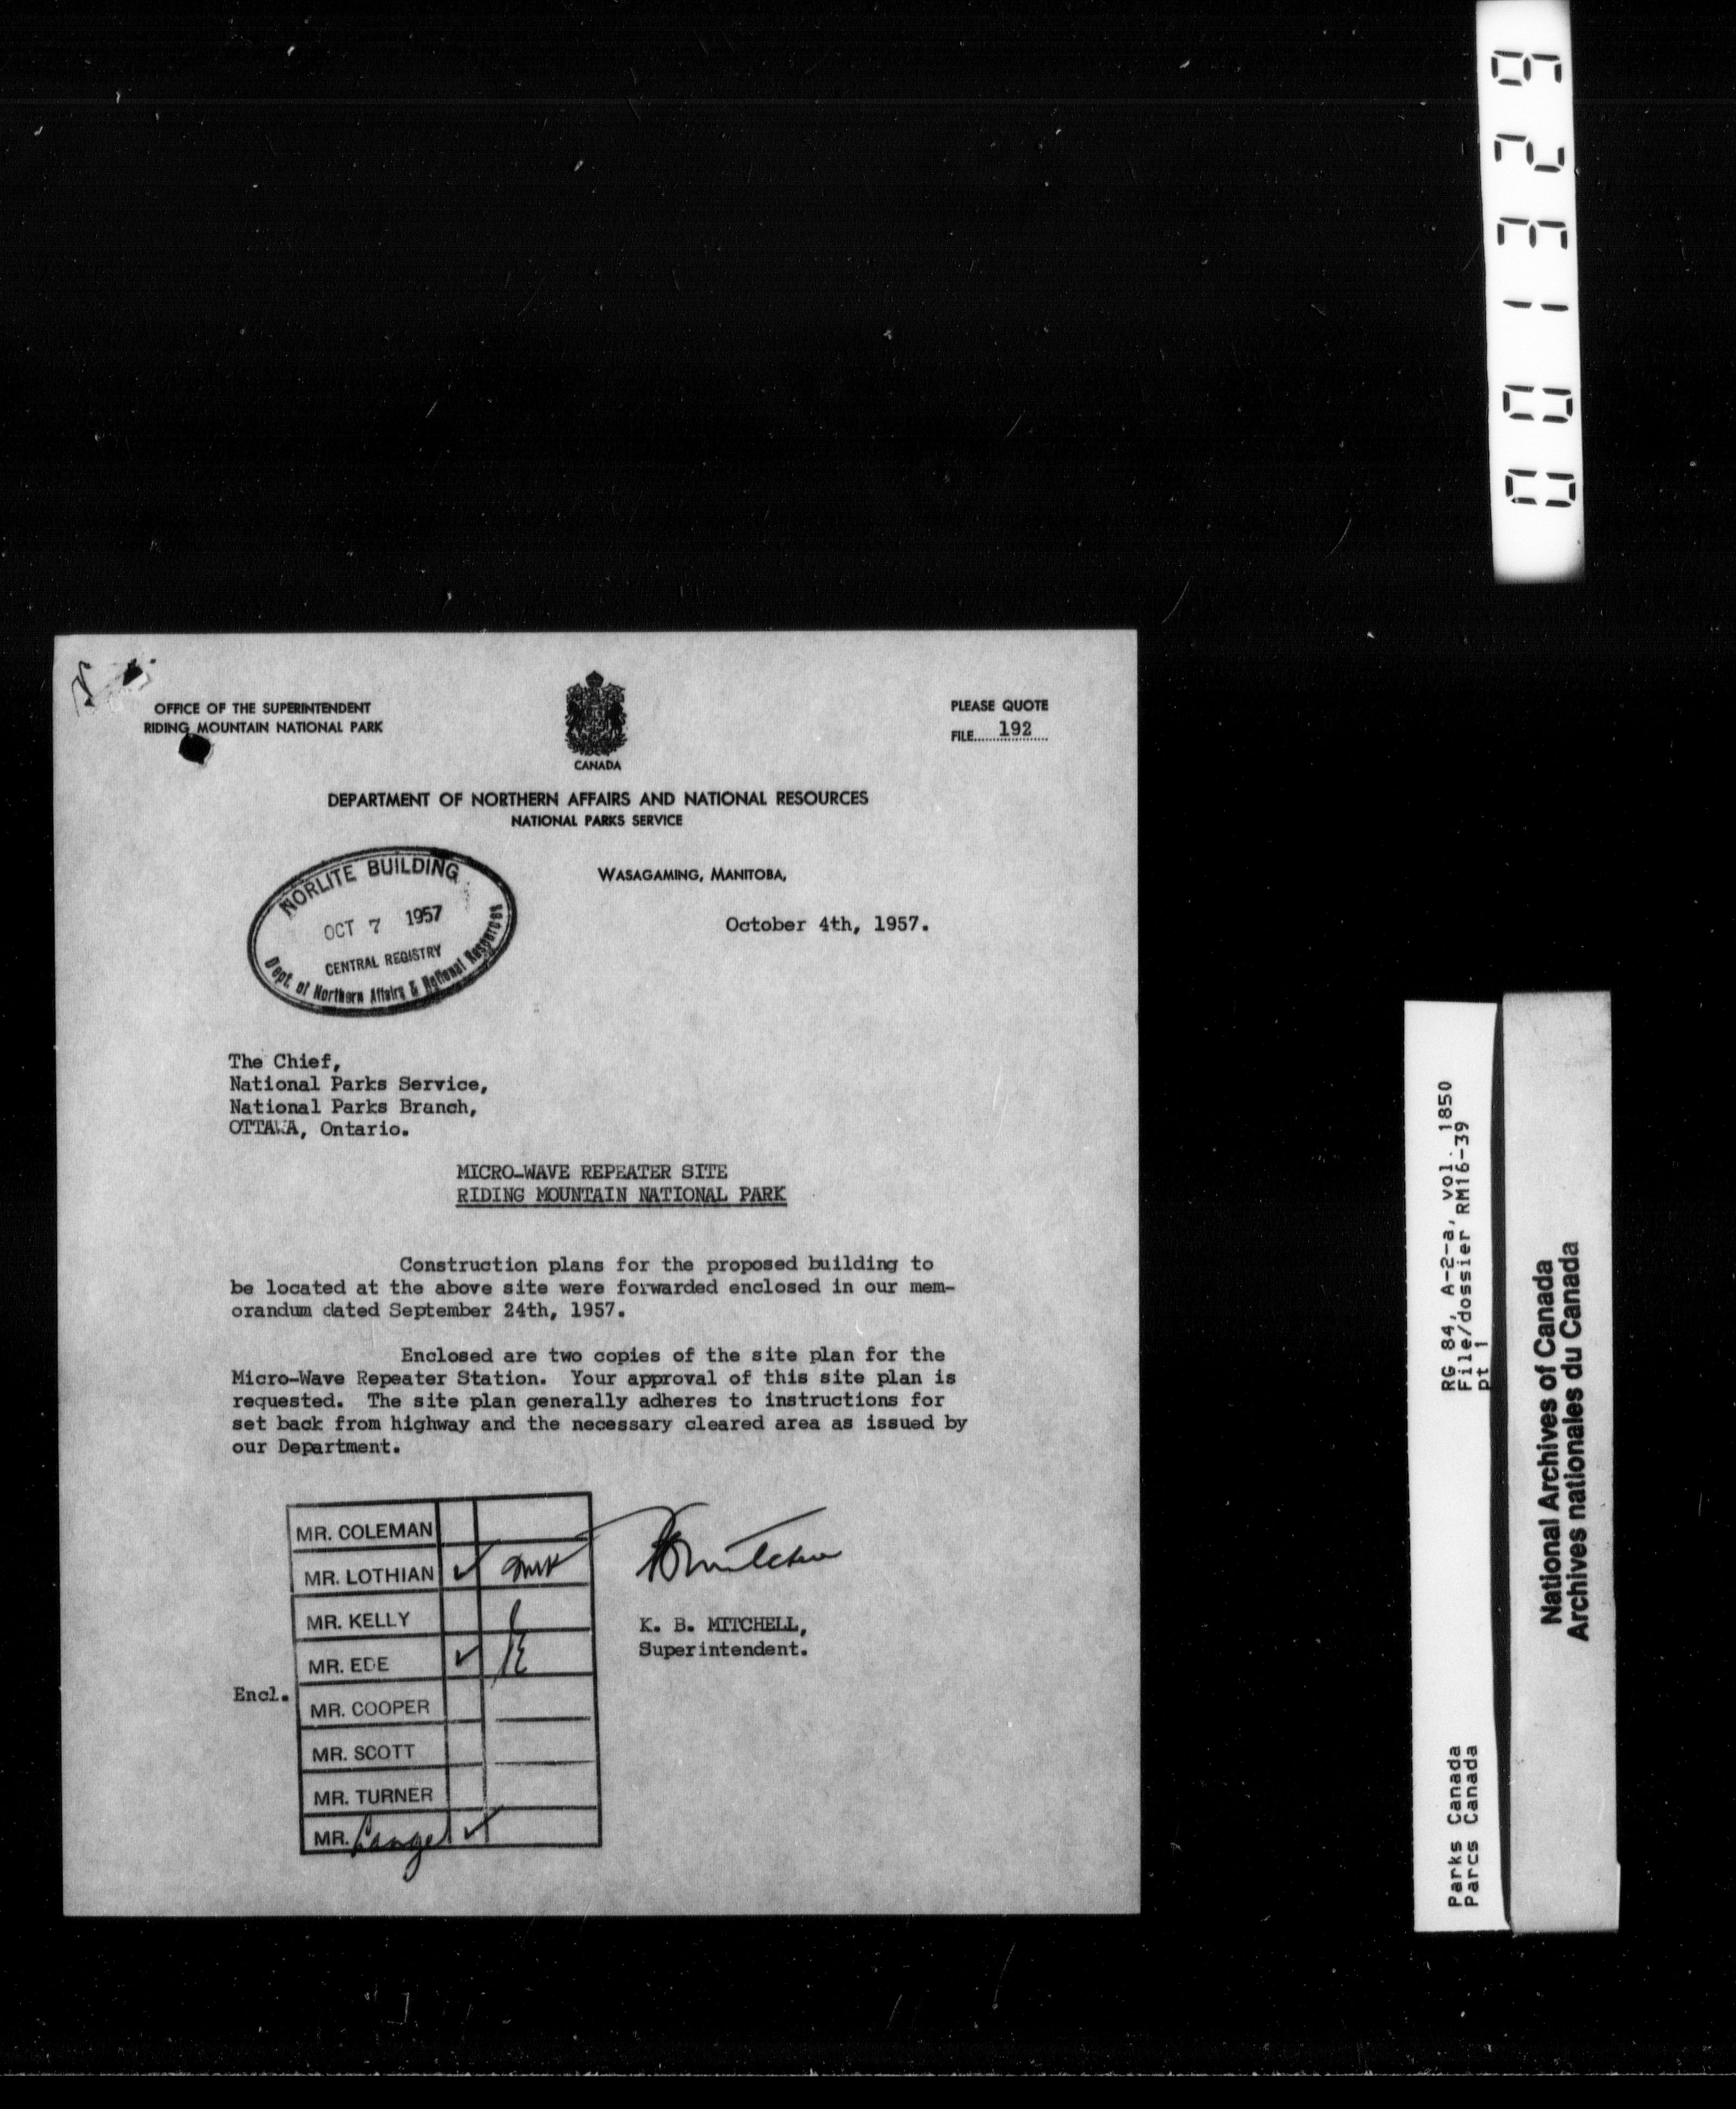 OFFICE OF THE SUPERINTENDENT
RIDING MOUNTAIN NATIONAL PARK
CANADA
PLEASE QUOTE
FILE 192
DEPARTMENT OF NORTHERN AFFAIRS AND NATIONAL RESOURCES
NATIONAL PARKS SERVICE
NORLITE BUILDING
OCT 7 1957
CENTRAL REGISTRY
Dept. of Northern Affairs & National Resources
WASAGAMING, MANITOBA,
October 4th, 1957.
The Chief,
National Parks Service,
National Parks Branch,
OTTAWA, Ontario.
MICRO-WAVE REPEATER SITE
RIDING MOUNTAIN NATIONAL PARK
Construction plans for the proposed building to
be located at the above site were forwarded enclosed in our mem-
orandum dated September 24th, 1957.
Enclosed are two copies of the site plan for the
Micro-Wave Repeater Station. Your approval of this site plan is
requested. The site plan generally adheres to instructions for
set back from highway and the necessary cleared area as issued by
our Department.
K. B. MITCHELL,
Superintendent.
Encl.
MR. COLEMAN
MR. LOTHIAN
MR. KELLY
MR. EDE
MR. COOPER
MR. SCOTT
MR. TURNER
MR.
001329
RG 84, A-2-a, vol. 1850
File/dossier RM16-39
pt 1
Parks Canada
Parcs Canada
National Archives of Canada
Archives nationales du Canada